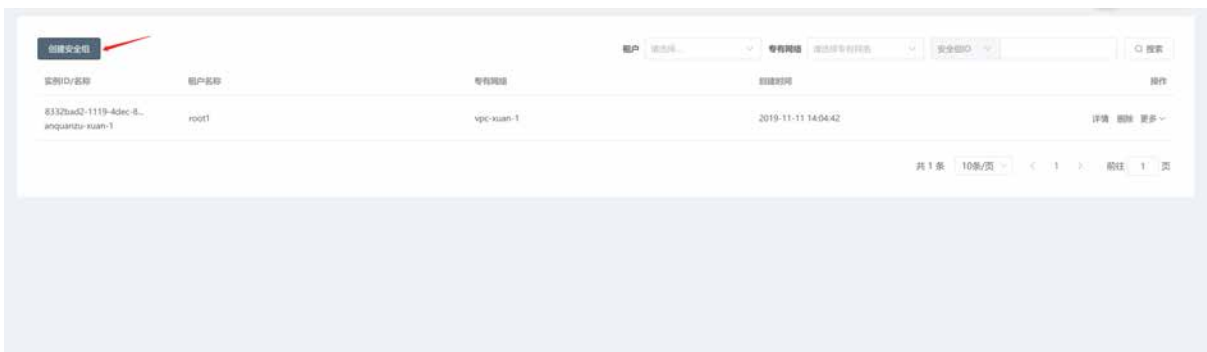 创建安全组
租户 请选择... 专有网络 请选择专有网络 安全组ID 搜索
实例ID/名称 租户名称 专有网络 创建时间 操作
8332bad2-1119-4dec-8... root1 vpc-xuan-1 2019-11-11 14:04:42 详情 删除 更多
anquanzu-xuan-1
共 1 条 10条/页 < 1 > 前往 1 页